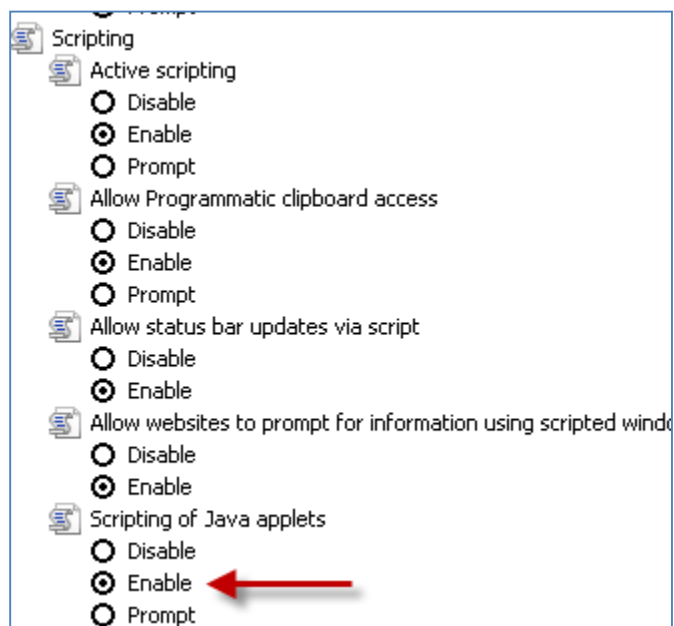 Scripting
Active scripting
Disable
Enable
Prompt
Allow Programmatic clipboard access
Disable
Enable
Prompt
Allow status bar updates via script
Disable
Enable
Allow websites to prompt for information using scripted
Disable
Enable
Scripting of Java applets
Disable
Enable
Prompt